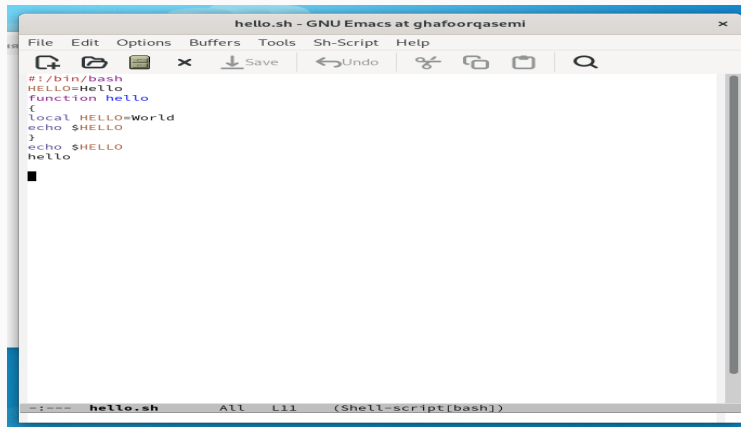 hello.sh - GNU Emacs at ghafoorqasemi
File Edit Options Buffers Tools Sh-Script Help
Save Undo
#!/bin/bash
HELLO=Hello
function hello
{
local HELLO=World
echo $HELLO
}
echo $HELLO
hello
-:--- hello.sh All L11 (Shell-script[bash])